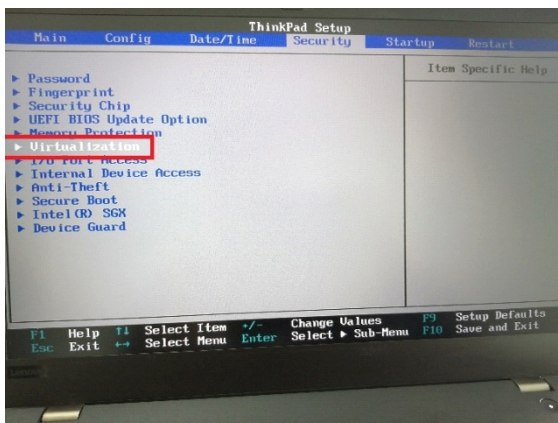 ThinkPad Setup
Main Config Date/Time Security Startup Restart
Item Specific Help
Password
Fingerprint
Security Chip
UEFI BIOS Update Option
Memory Protection
Virtualization
I/O Port Access
Internal Device Access
Anti-Theft
Secure Boot
Intel(R) SGX
Device Guard
F1 Help ↑↓ Select Item +/- Change Values F9 Setup Defaults
Esc Exit ←→ Select Menu Enter Select ▶ Sub-Menu F10 Save and Exit
Lenovo